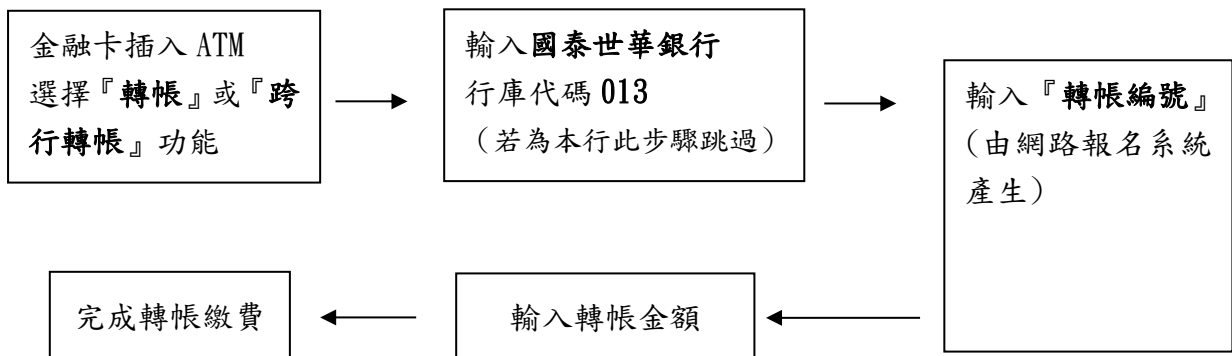 金融卡插入 ATM
選擇『轉帳』或『跨
行轉帳』功能
輸入國泰世華銀行
行庫代碼 013
（若為本行此步驟跳過）
輸入『轉帳編號』
（由網路報名系統
產生）
輸入轉帳金額
完成轉帳繳費